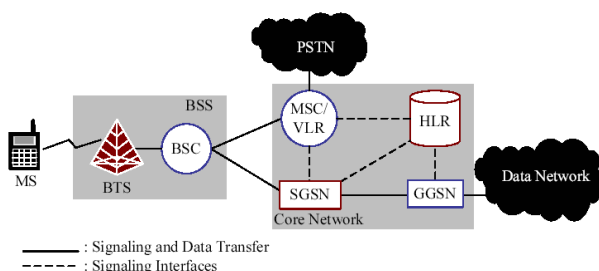 PSTN
BSS
MSC/
VLR
HLR
BSC
MS
BTS
SGSN
GGSN
Data Network
Core Network
: Signaling and Data Transfer
: Signaling Interfaces